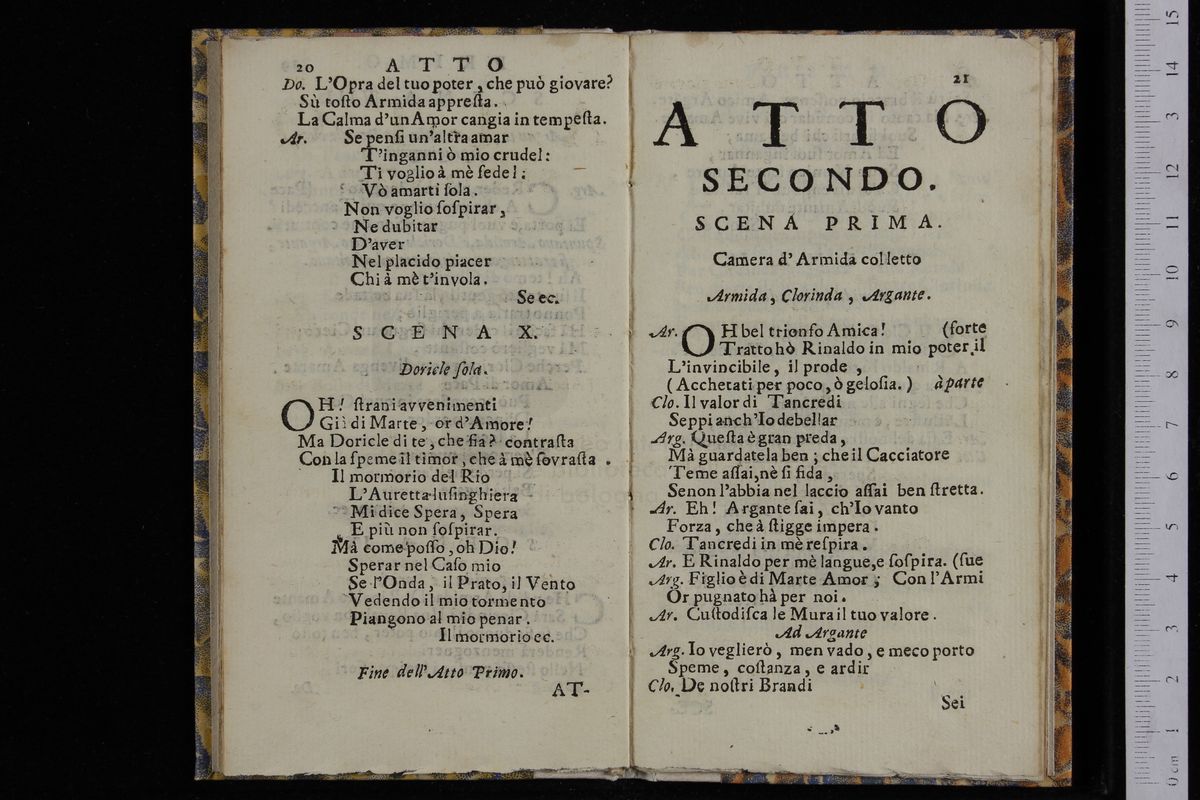 20 ATTO
Do. L'Opra del tuo poter, che può giovare?
Sù toſto Armida appreſta.
La Calma d'un Amor cangia in tempeſta.
Ar. Se penſi un'altra amar
T'inganni ò mio crudel:
Ti voglio à mè fedel:
Vò amarti ſola.
Non voglio ſoſpirar,
Ne dubitar
D'aver
Nel placido piacer
Chi à mè t'invola.
Se ec.
SCENA X.
Doricle ſola.
OH! ſtrani avvenimenti
Già di Marte, or d'Amore!
Ma Doricle di te, che fia? contraſta
Con la ſpeme il timor, che à mè ſovraſta.
Il mormorio del Rio
L'Auretta luſinghiera
Mi dice Spera, Spera
E più non ſoſpirar.
Mà come poſſo, oh Dio!
Sperar nel Caſo mio
Se l'Onda, il Prato, il Vento
Vedendo il mio tormento
Piangono al mio penar.
Il mormorio ec.
Fine dell'Atto Primo.
AT-
21
ATTO
SECONDO.
SCENA PRIMA.
Camera d'Armida col letto
Armida, Clorinda, Argante.
Ar. OH bel trionfo Amica! (forte
Tratto hò Rinaldo in mio poter, il
L'invincibile, il prode,
(Acchetati per poco, ò geloſia.) à parte
Clo. Il valor di Tancredi
Seppi anch'Io debellar
Arg. Queſta è gran preda,
Mà guardatela ben; che il Cacciatore
Teme aſſai, nè ſi fida,
Se non l'abbia nel laccio aſſai ben ſtretta.
Ar. Eh! Argante ſai, ch'Io vanto
Forza, che à ſtigge impera.
Clo. Tancredi in mè reſpira.
Ar. E Rinaldo per mè langue, e ſoſpira. (ſue
Arg. Figlio è di Marte Amor; Con l'Armi
Or pugnato hà per noi.
Ar. Cuſtodiſca le Mura il tuo valore.
Ad Argante
Arg. Io veglierò, men vado, e meco porto
Speme, coſtanza, e ardir
Clo. De noſtri Brandi
Sei